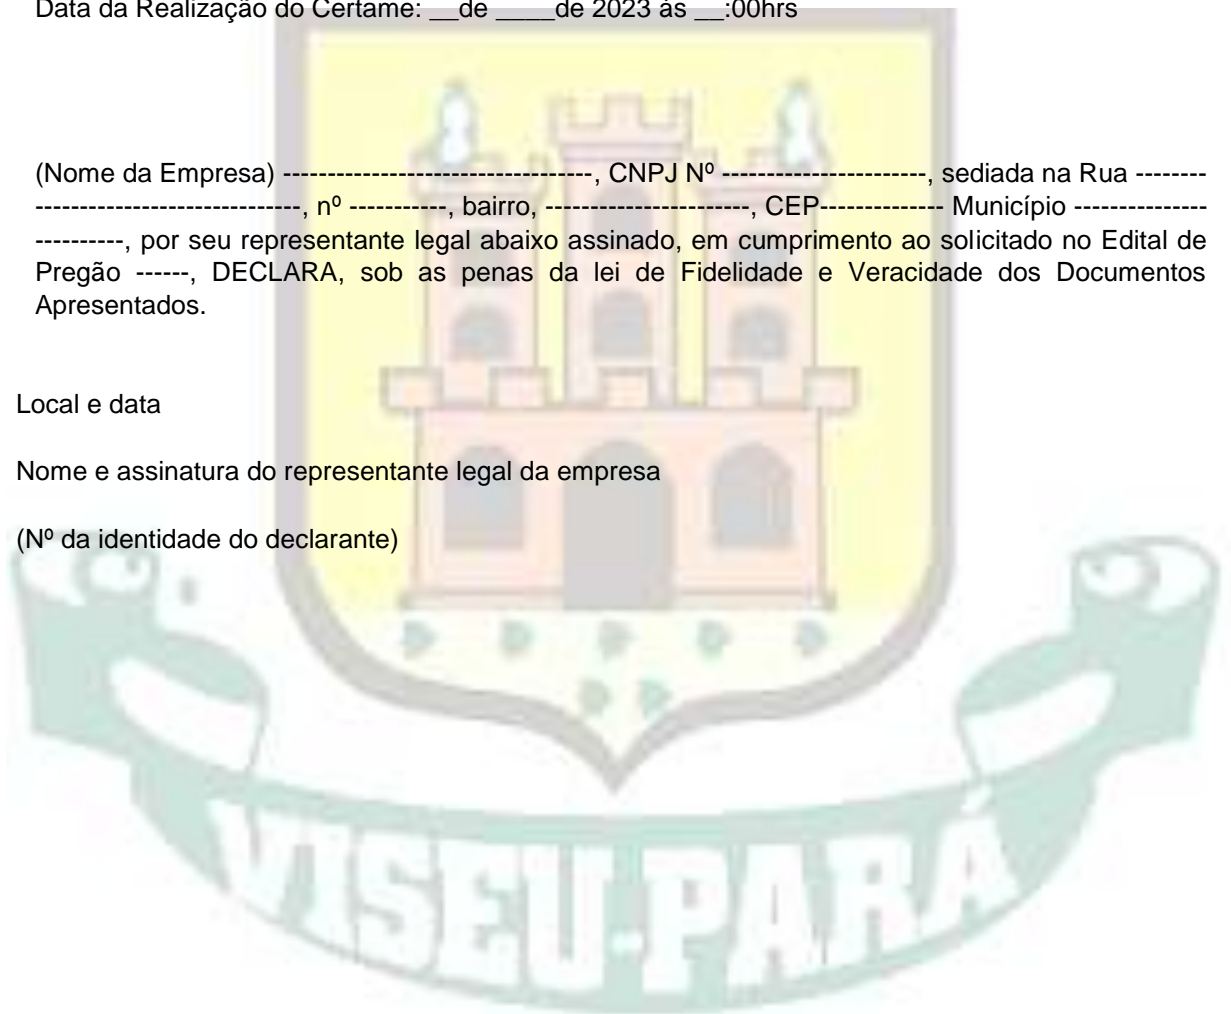 Data da Realização do Certame: __de ____de 2023 às __:00hrs
(Nome da Empresa) -----------------------------------, CNPJ Nº -----------------------, sediada na Rua --------
------------------------------, nº -----------, bairro, -----------------------, CEP-------------- Município ---------------
----------, por seu representante legal abaixo assinado, em cumprimento ao solicitado no Edital de
Pregão ------, DECLARA, sob as penas da lei de Fidelidade e Veracidade dos Documentos
Apresentados.
Local e data
Nome e assinatura do representante legal da empresa
(Nº da identidade do declarante)
VISEU-PARÁ